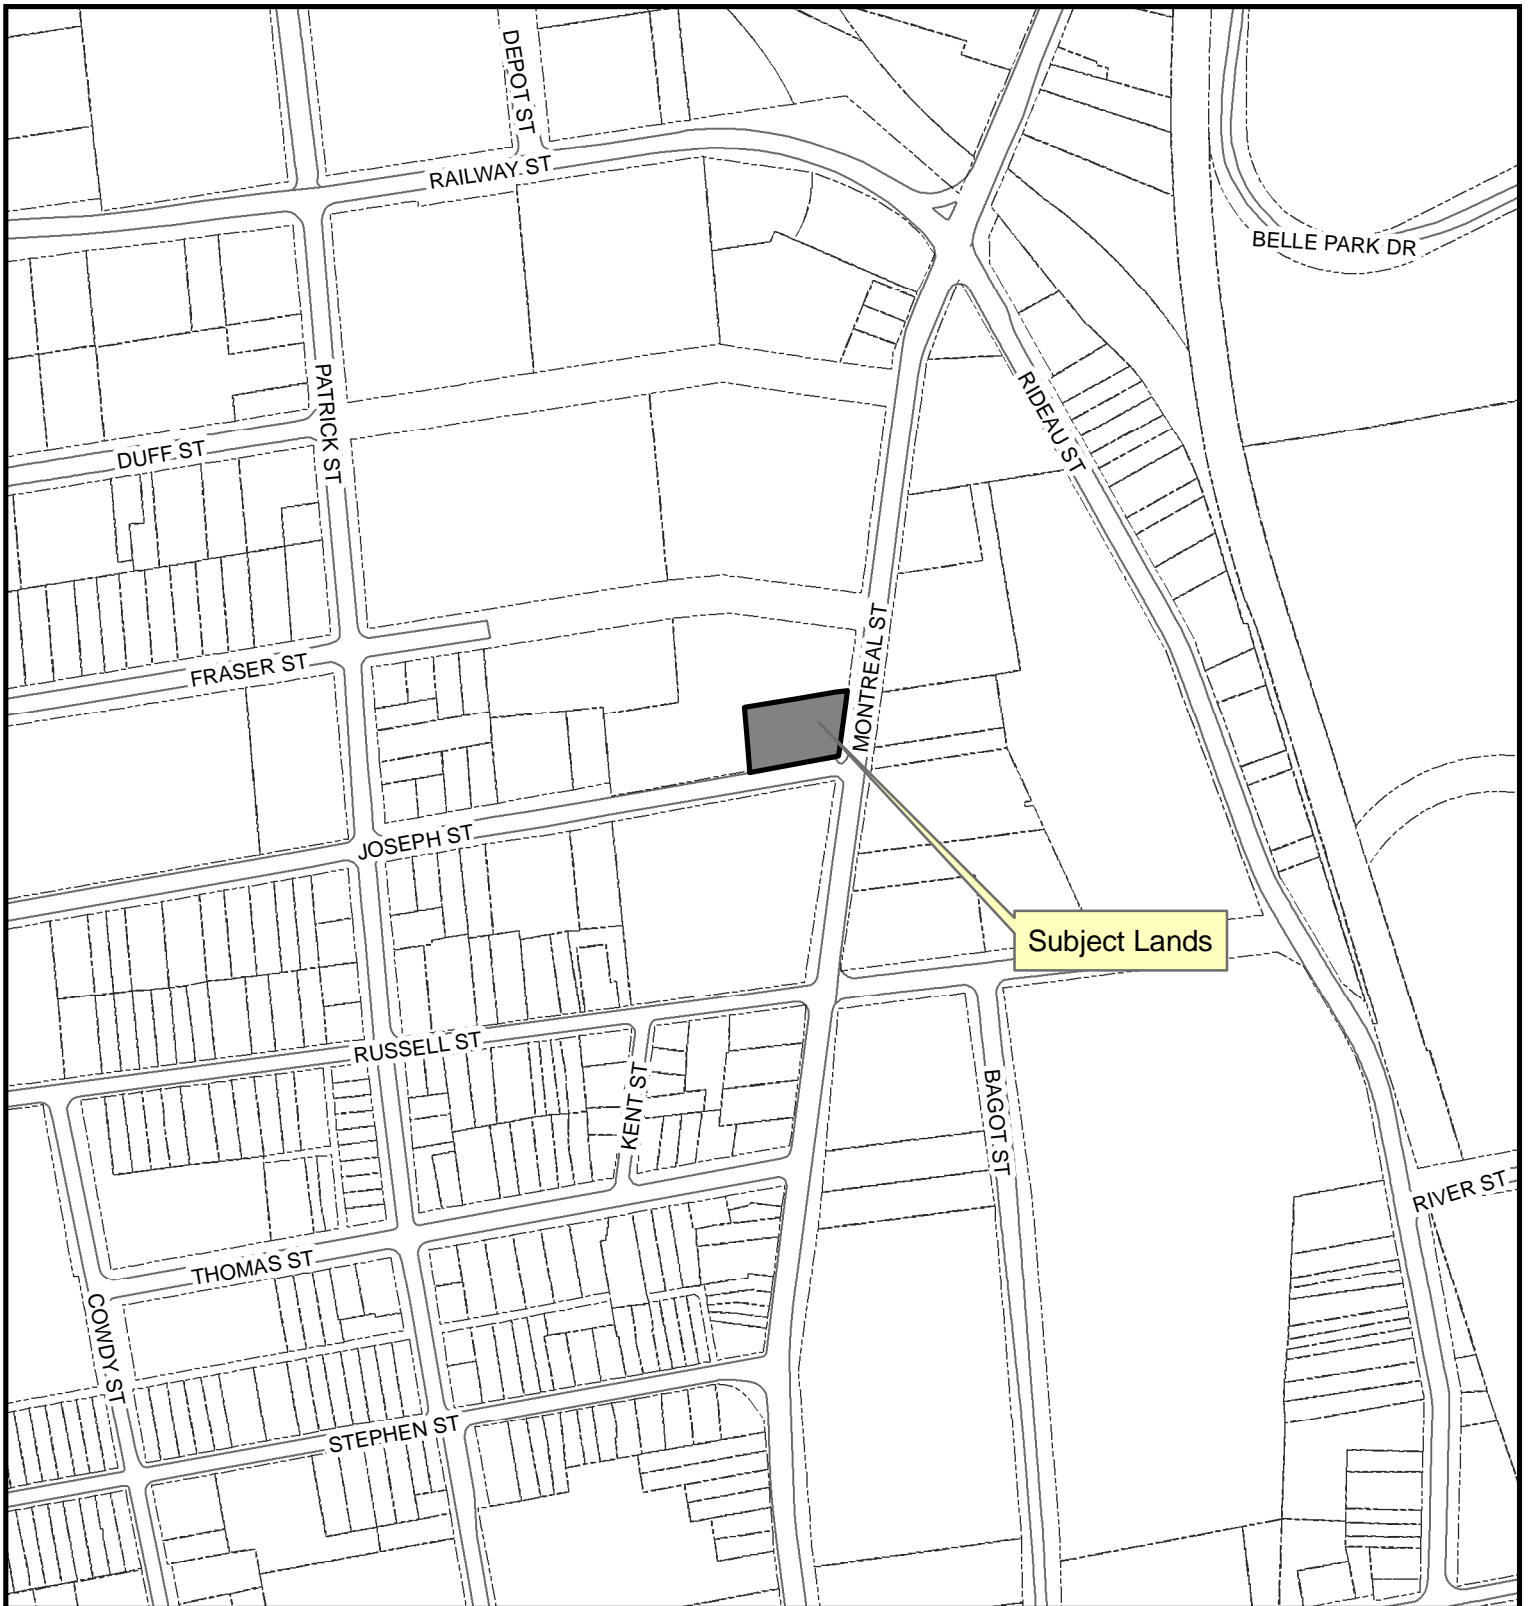 DEPOT ST
RAILWAY ST
BELLE PARK DR
PATRICK ST
RIDEAU ST
DUFF ST
MONTREAL ST
FRASER ST
JOSEPH ST
Subject Lands
RUSSELL ST
KENT ST
BAGOT ST
RIVER ST
THOMAS ST
COWDY ST
STEPHEN ST